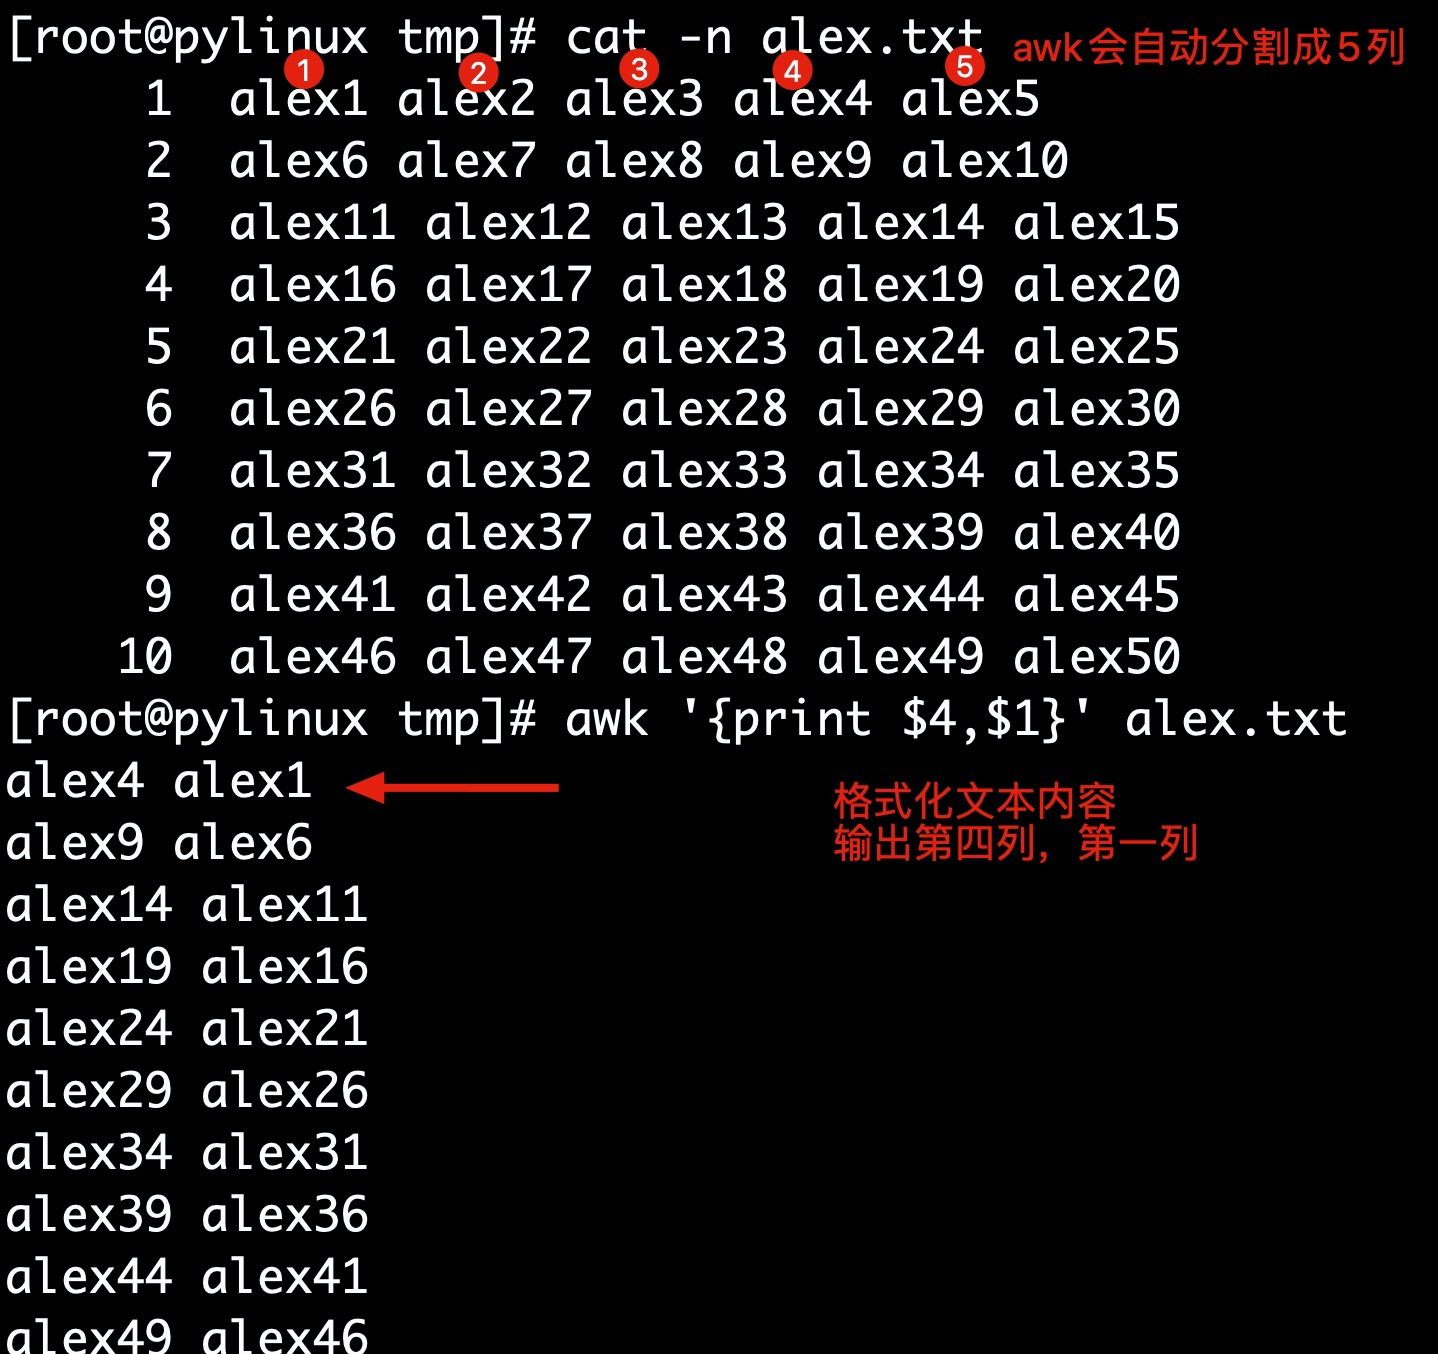 [root@pylinux tmp]# cat -n alex.txt awk会自动分割成5列
1 2 3 4 5
1 alex1 alex2 alex3 alex4 alex5
2 alex6 alex7 alex8 alex9 alex10
3 alex11 alex12 alex13 alex14 alex15
4 alex16 alex17 alex18 alex19 alex20
5 alex21 alex22 alex23 alex24 alex25
6 alex26 alex27 alex28 alex29 alex30
7 alex31 alex32 alex33 alex34 alex35
8 alex36 alex37 alex38 alex39 alex40
9 alex41 alex42 alex43 alex44 alex45
10 alex46 alex47 alex48 alex49 alex50
[root@pylinux tmp]# awk '{print $4,$1}' alex.txt
alex4 alex1
格式化文本内容
输出第四列，第一列
alex9 alex6
alex14 alex11
alex19 alex16
alex24 alex21
alex29 alex26
alex34 alex31
alex39 alex36
alex44 alex41
alex49 alex46